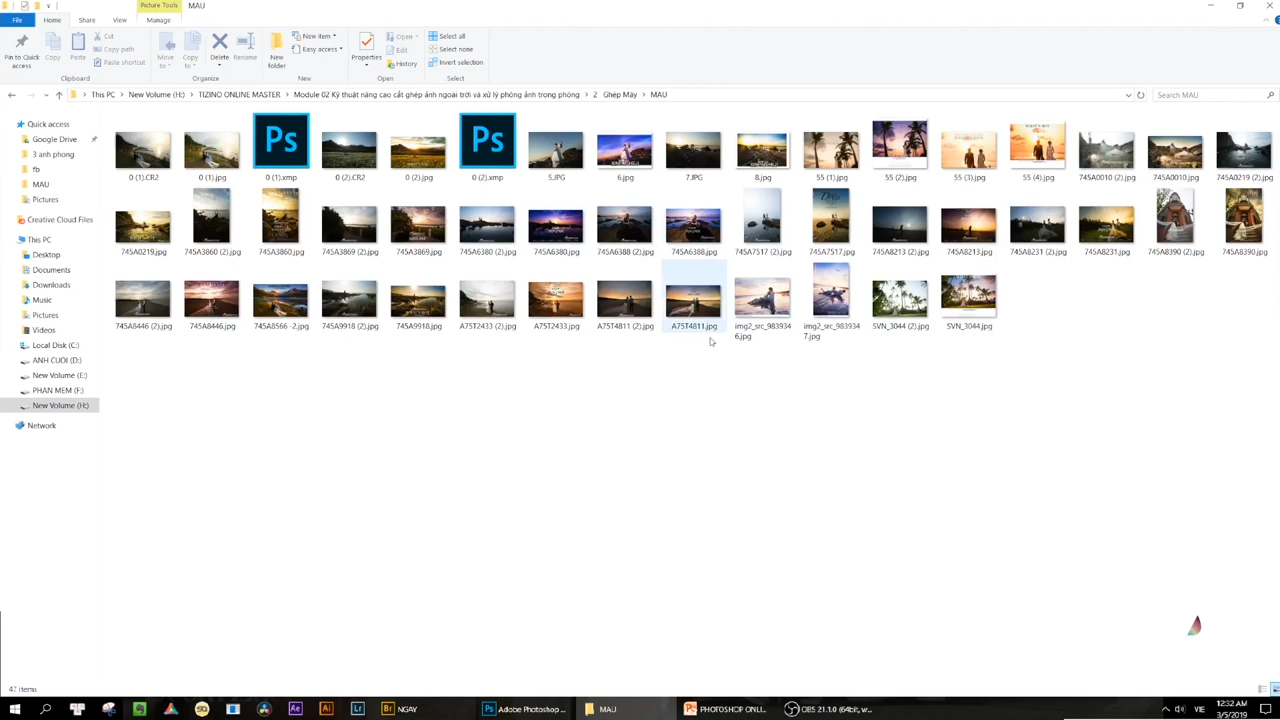 Picture Tools MAU
File Home Share View Manage
Pin to Quick access Copy Paste Cut Copy path Paste shortcut Move to Copy to Delete Rename New folder New item Easy access Properties Open Edit History Select all Select none Invert selection
Clipboard Organize New Open Select
This PC > New Volume (H:) > TIZINO ONLINE MASTER > Module 02 Kỹ thuật nâng cao cắt ghép ảnh ngoài trời và xử lý phông ảnh trong phòng > 2 Ghép Mây > MAU Search MAU
Quick access
Google Drive
3 anh phong
fb
MAU
Pictures
Creative Cloud Files
This PC
Desktop
Documents
Downloads
Music
Pictures
Videos
Local Disk (C:)
ANH CUOI (D:)
New Volume (E:)
PHAN MEM (F:)
New Volume (H:)
Network
Ps Ps
0 (1).CR2 0 (1).jpg 0 (1).xmp 0 (2).CR2 0 (2).jpg 0 (2).xmp 5.JPG 6.jpg 7.JPG 8.jpg 55 (1).jpg 55 (2).jpg 55 (3).jpg 55 (4).jpg 745A0010 (2).jpg 745A0010.jpg 745A0219 (2).jpg
745A0219.jpg 745A3860 (2).jpg 745A3860.jpg 745A3869 (2).jpg 745A3869.jpg 745A6380 (2).jpg 745A6380.jpg 745A6388 (2).jpg 745A6388.jpg 745A7517 (2).jpg 745A7517.jpg 745A8213 (2).jpg 745A8213.jpg 745A8231 (2).jpg 745A8231.jpg 745A8390 (2).jpg 745A8390.jpg
745A8446 (2).jpg 745A8446.jpg 745A8566 -2.jpg 745A9918 (2).jpg 745A9918.jpg A75T2433 (2).jpg A75T2433.jpg A75T4811 (2).jpg A75T4811.jpg img2_src_9839346.jpg img2_src_9839347.jpg SVN_3044 (2).jpg SVN_3044.jpg
47 items
Ae Ai Lr Br NGAY Ps Adobe Photoshop ... MAU PHOTOSHOP ONLI... OBS 21.1.0 (64bit, w... VIE 12:32 AM
3/5/2019